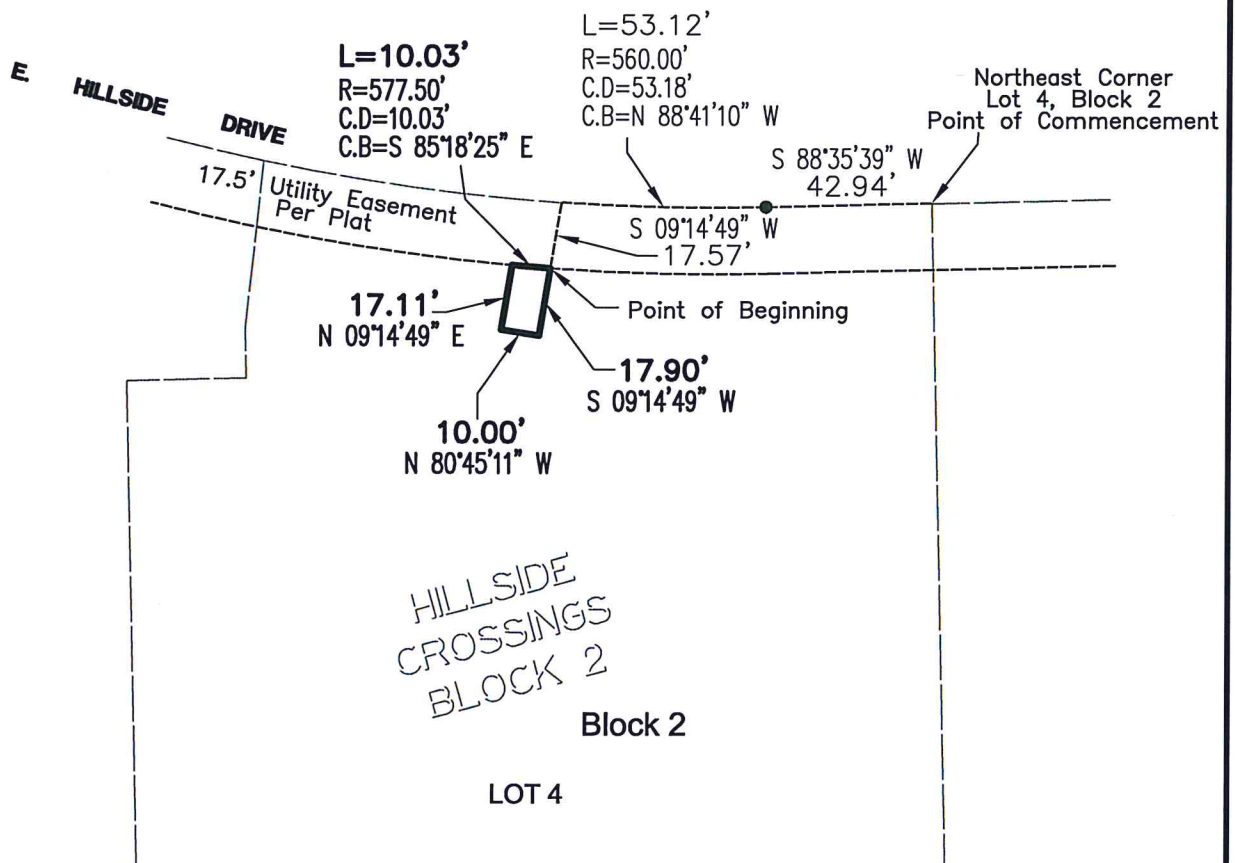 L=53.12'
R=560.00'
C.D=53.18'
C.B=N 88°41'10" W
L=10.03'
R=577.50'
C.D=10.03'
C.B=S 85°18'25" E
E. HILLSIDE DRIVE
Northeast Corner
Lot 4, Block 2
Point of Commencement
S 88°35'39" W
42.94'
17.5' Utility Easement
Per Plat
S 09°14'49" W
17.57'
17.11'
N 09°14'49" E
Point of Beginning
17.90'
S 09°14'49" W
10.00'
N 80°45'11" W
HILLSIDE
CROSSINGS
BLOCK 2
Block 2
LOT 4